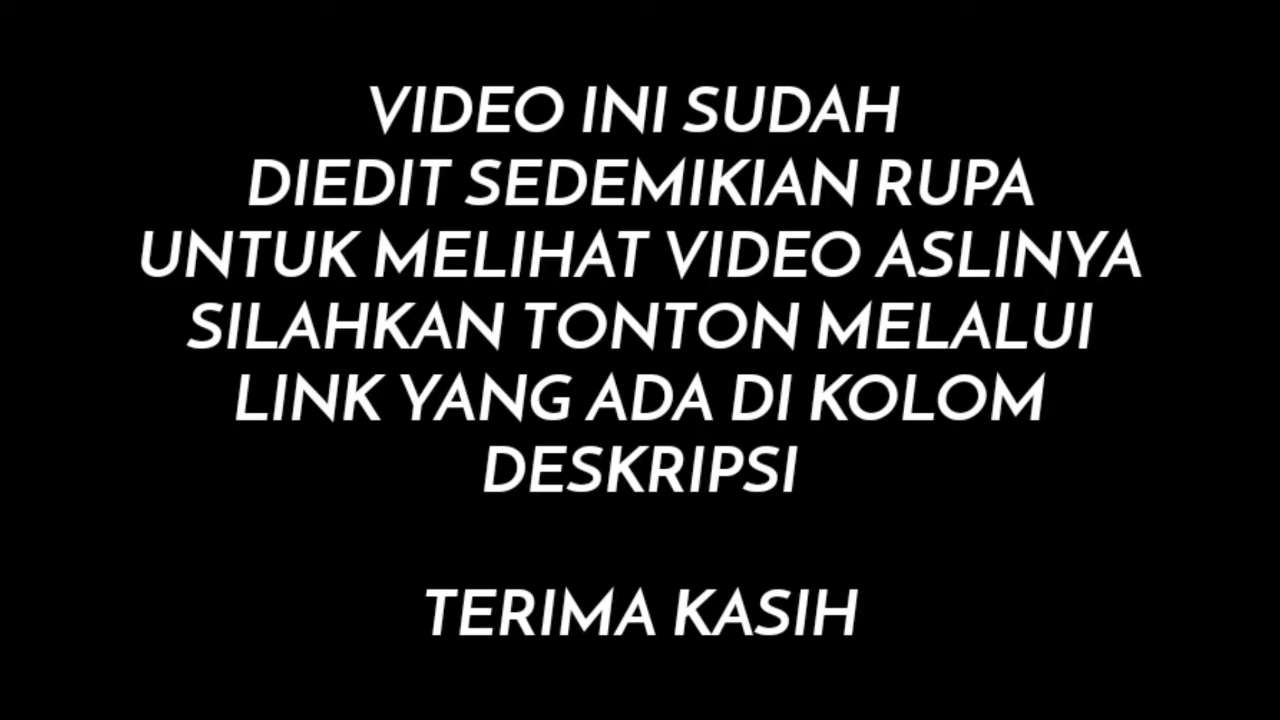 VIDEO INI SUDAH
DIEDIT SEDEMIKIAN RUPA
UNTUK MELIHAT VIDEO ASLINYA
SILAHKAN TONTON MELALUI
LINK YANG ADA DI KOLOM
DESKRIPSI
TERIMA KASIH